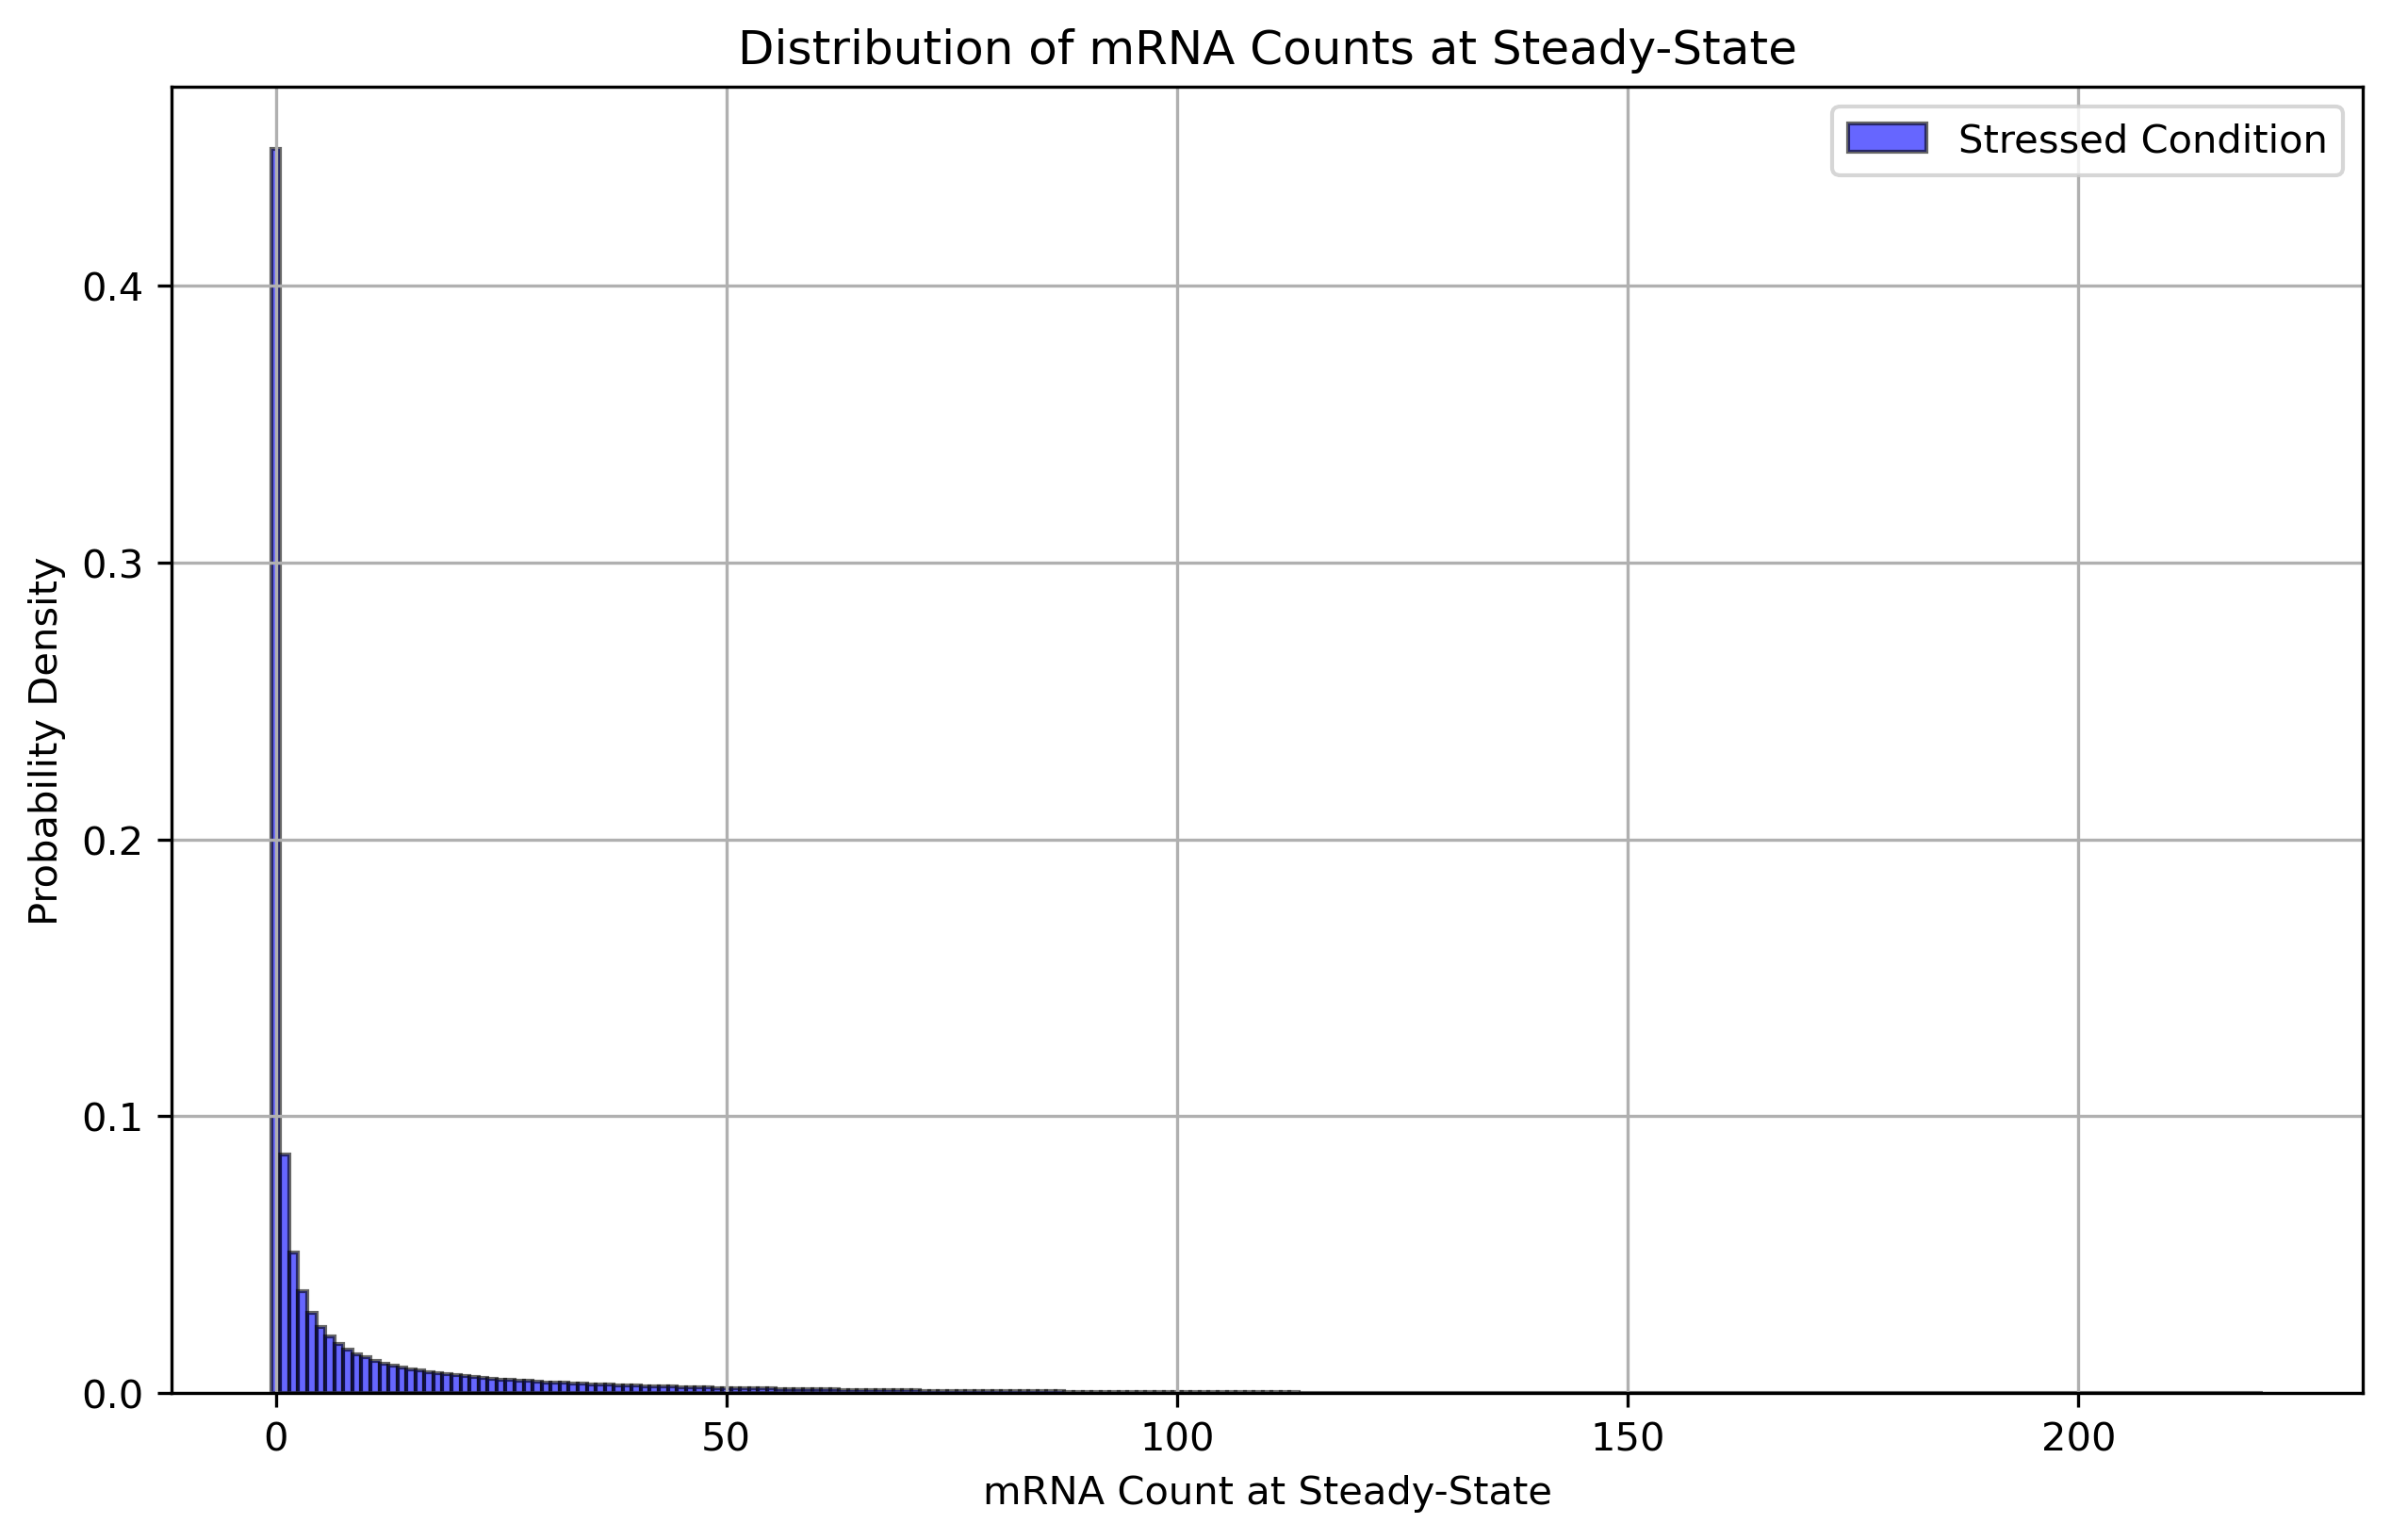 Distribution of mRNA Counts at Steady-State
Stressed Condition
Probability Density
0.4
0.3
0.2
0.1
0.0
0 50 100 150 200
mRNA Count at Steady-State